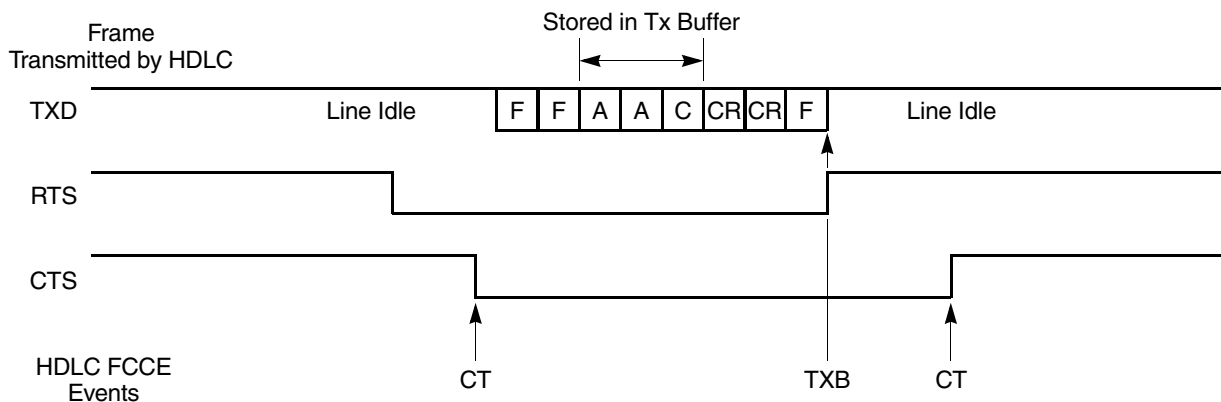 Frame
Transmitted by HDLC
Stored in Tx Buffer
TXD
Line Idle
F F A A C CR CR F
Line Idle
RTS
CTS
HDLC FCCE
Events
CT
TXB
CT